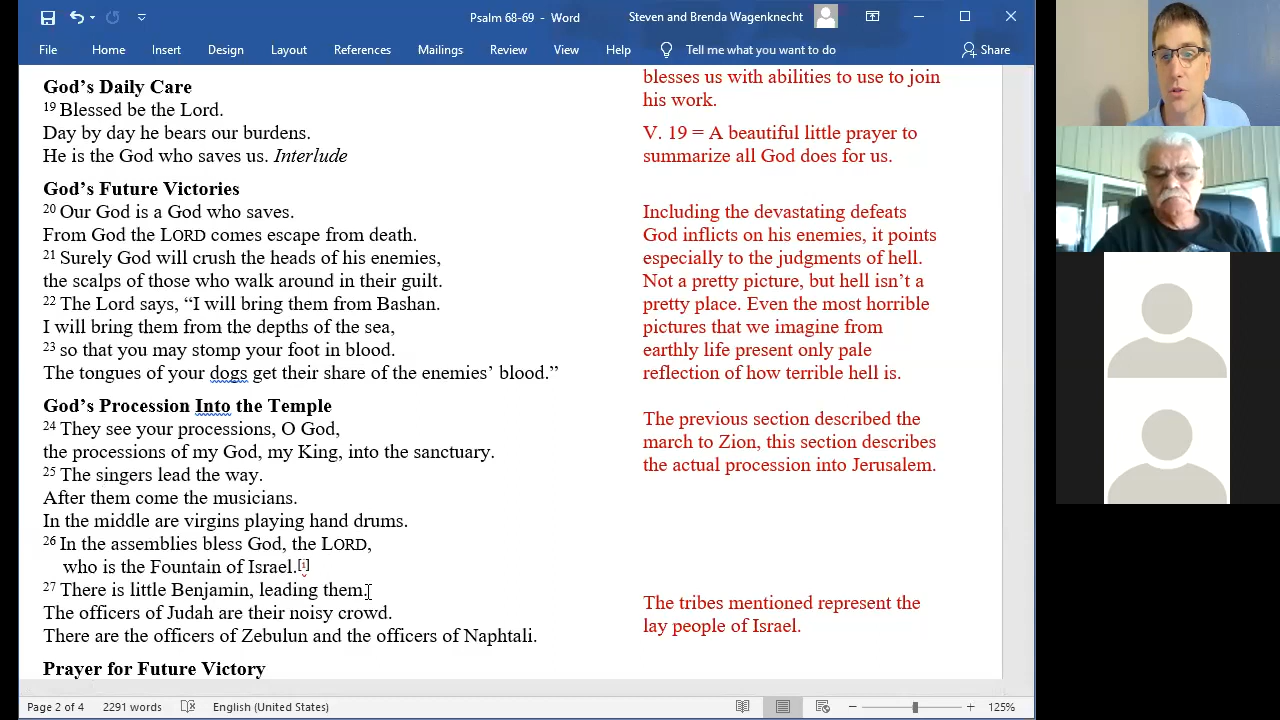 Psalm 68-69 - Word
Steven and Brenda Wagenknecht
File Home Insert Design Layout References Mailings Review View Help Tell me what you want to do Share
God's Daily Care
19 Blessed be the Lord.
Day by day he bears our burdens.
He is the God who saves us. Interlude
God's Future Victories
20 Our God is a God who saves.
From God the LORD comes escape from death.
21 Surely God will crush the heads of his enemies,
the scalps of those who walk around in their guilt.
22 The Lord says, “I will bring them from Bashan.
I will bring them from the depths of the sea,
23 so that you may stomp your foot in blood.
The tongues of your dogs get their share of the enemies’ blood.”
God's Procession Into the Temple
24 They see your processions, O God,
the processions of my God, my King, into the sanctuary.
25 The singers lead the way.
After them come the musicians.
In the middle are virgins playing hand drums.
26 In the assemblies bless God, the LORD,
who is the Fountain of Israel.[i]
27 There is little Benjamin, leading them.
The officers of Judah are their noisy crowd.
There are the officers of Zebulun and the officers of Naphtali.
Prayer for Future Victory
blesses us with abilities to use to join
his work.
V. 19 = A beautiful little prayer to
summarize all God does for us.
Including the devastating defeats
God inflicts on his enemies, it points
especially to the judgments of hell.
Not a pretty picture, but hell isn’t a
pretty place. Even the most horrible
pictures that we imagine from
earthly life present only pale
reflection of how terrible hell is.
The previous section described the
march to Zion, this section describes
the actual procession into Jerusalem.
The tribes mentioned represent the
lay people of Israel.
Page 2 of 4 2291 words English (United States) 125%